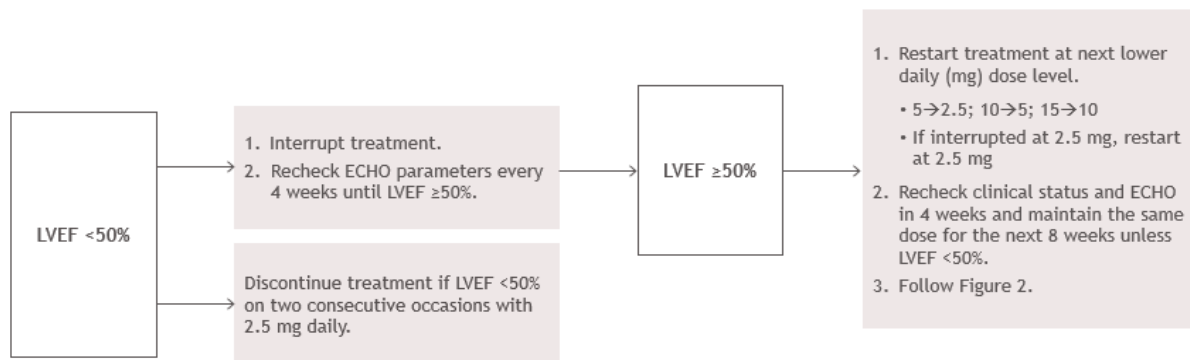 LVEF <50%
1. Interrupt treatment.
2. Recheck ECHO parameters every
4 weeks until LVEF ≥50%.
Discontinue treatment if LVEF <50%
on two consecutive occasions with
2.5 mg daily.
LVEF ≥50%
1. Restart treatment at next lower
daily (mg) dose level.
• 5→2.5; 10→5; 15→10
• If interrupted at 2.5 mg, restart
at 2.5 mg
2. Recheck clinical status and ECHO
in 4 weeks and maintain the same
dose for the next 8 weeks unless
LVEF <50%.
3. Follow Figure 2.